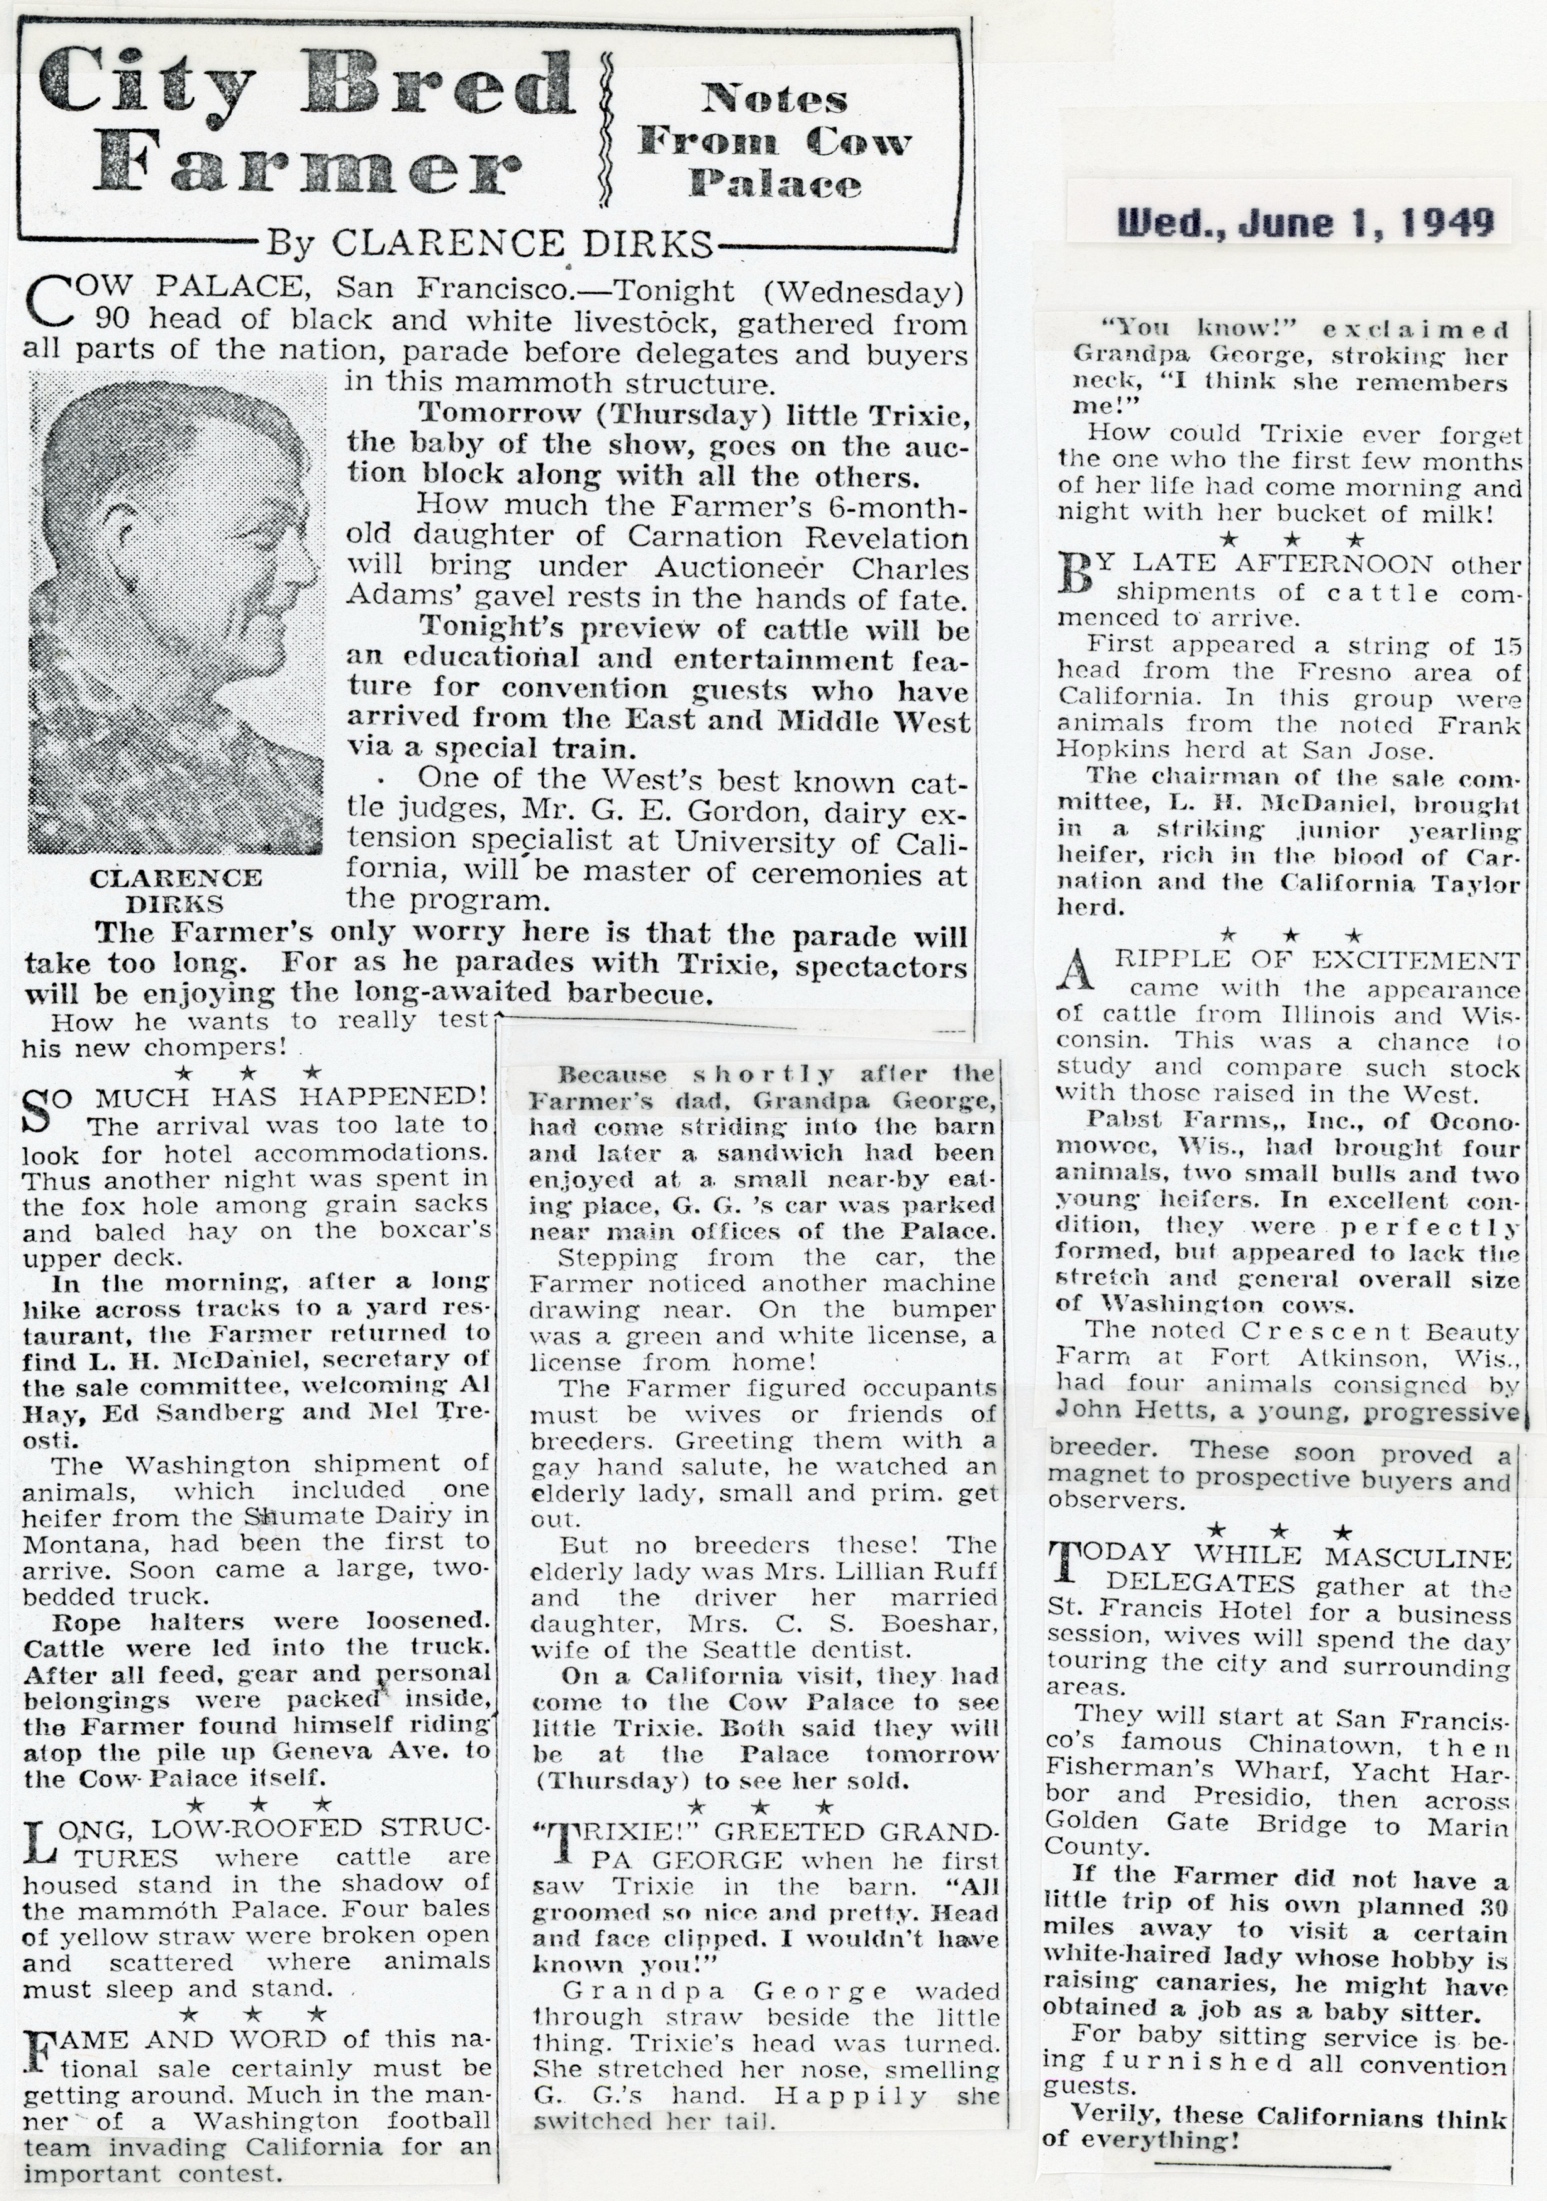 City Bred
Farmer
Notes
From Cow
Palace
By CLARENCE DIRKS
Wed., June 1, 1949
COW PALACE, San Francisco.—Tonight (Wednesday)
90 head of black and white livestock, gathered from
all parts of the nation, parade before delegates and buyers
in this mammoth structure.
Tomorrow (Thursday) little Trixie,
the baby of the show, goes on the auc-
tion block along with all the others.
How much the Farmer's 6-month-
old daughter of Carnation Revelation
will bring under Auctioneer Charles
Adams' gavel rests in the hands of fate.
Tonight's preview of cattle will be
an educational and entertainment fea-
ture for convention guests who have
arrived from the East and Middle West
via a special train.
One of the West's best known cat-
tle judges, Mr. G. E. Gordon, dairy ex-
tension specialist at University of Cali-
fornia, will be master of ceremonies at
the program.
CLARENCE
DIRKS
The Farmer's only worry here is that the parade will
take too long. For as he parades with Trixie, spectactors
will be enjoying the long-awaited barbecue.
How he wants to really test
his new chompers!
★ ★ ★
SO MUCH HAS HAPPENED!
The arrival was too late to
look for hotel accommodations.
Thus another night was spent in
the fox hole among grain sacks
and baled hay on the boxcar's
upper deck.
In the morning, after a long
hike across tracks to a yard res-
taurant, the Farmer returned to
find L. H. McDaniel, secretary of
the sale committee, welcoming Al
Hay, Ed Sandberg and Mel Tre-
osti.
The Washington shipment of
animals, which included one
heifer from the Shumate Dairy in
Montana, had been the first to
arrive. Soon came a large, two-
bedded truck.
Rope halters were loosened.
Cattle were led into the truck.
After all feed, gear and personal
belongings were packed inside,
the Farmer found himself riding
atop the pile up Geneva Ave. to
the Cow Palace itself.
★ ★ ★
LONG, LOW-ROOFED STRUC-
TURES where cattle are
housed stand in the shadow of
the mammoth Palace. Four bales
of yellow straw were broken open
and scattered where animals
must sleep and stand.
★ ★ ★
FAME AND WORD of this na-
tional sale certainly must be
getting around. Much in the man-
ner of a Washington football
team invading California for an
important contest.
Because shortly after the
Farmer's dad, Grandpa George,
had come striding into the barn
and later a sandwich had been
enjoyed at a small near-by eat-
ing place, G. G. 's car was parked
near main offices of the Palace.
Stepping from the car, the
Farmer noticed another machine
drawing near. On the bumper
was a green and white license, a
license from home!
The Farmer figured occupants
must be wives or friends of
breeders. Greeting them with a
gay hand salute, he watched an
elderly lady, small and prim. get
out.
But no breeders these! The
elderly lady was Mrs. Lillian Ruff
and the driver her married
daughter, Mrs. C. S. Boeshar,
wife of the Seattle dentist.
On a California visit, they had
come to the Cow Palace to see
little Trixie. Both said they will
be at the Palace tomorrow
(Thursday) to see her sold.
★ ★ ★
"TRIXIE!" GREETED GRAND-
PA GEORGE when he first
saw Trixie in the barn. "All
groomed so nice and pretty. Head
and face clipped. I wouldn't have
known you!"
Grandpa George waded
through straw beside the little
thing. Trixie's head was turned.
She stretched her nose, smelling
G. G.'s hand. Happily she
switched her tail.
"You know!" exclaimed
Grandpa George, stroking her
neck, "I think she remembers
me!"
How could Trixie ever forget
the one who the first few months
of her life had come morning and
night with her bucket of milk!
★ ★ ★
BY LATE AFTERNOON other
shipments of cattle com-
menced to arrive.
First appeared a string of 15
head from the Fresno area of
California. In this group were
animals from the noted Frank
Hopkins herd at San Jose.
The chairman of the sale com-
mittee, L. H. McDaniel, brought
in a striking junior yearling
heifer, rich in the blood of Car-
nation and the California Taylor
herd.
★ ★ ★
A RIPPLE OF EXCITEMENT
came with the appearance
of cattle from Illinois and Wis-
consin. This was a chance to
study and compare such stock
with those raised in the West.
Pabst Farms,, Inc., of Ocono-
mowoc, Wis., had brought four
animals, two small bulls and two
young heifers. In excellent con-
dition, they were perfectly
formed, but appeared to lack the
stretch and general overall size
of Washington cows.
The noted Crescent Beauty
Farm at Fort Atkinson, Wis.,
had four animals consigned by
John Hetts, a young, progressive
breeder. These soon proved a
magnet to prospective buyers and
observers.
★ ★ ★
TODAY WHILE MASCULINE
DELEGATES gather at the
St. Francis Hotel for a business
session, wives will spend the day
touring the city and surrounding
areas.
They will start at San Francis-
co's famous Chinatown, then
Fisherman's Wharf, Yacht Har-
bor and Presidio, then across
Golden Gate Bridge to Marin
County.
If the Farmer did not have a
little trip of his own planned 30
miles away to visit a certain
white-haired lady whose hobby is
raising canaries, he might have
obtained a job as a baby sitter.
For baby sitting service is be-
ing furnished all convention
guests.
Verily, these Californians think
of everything!